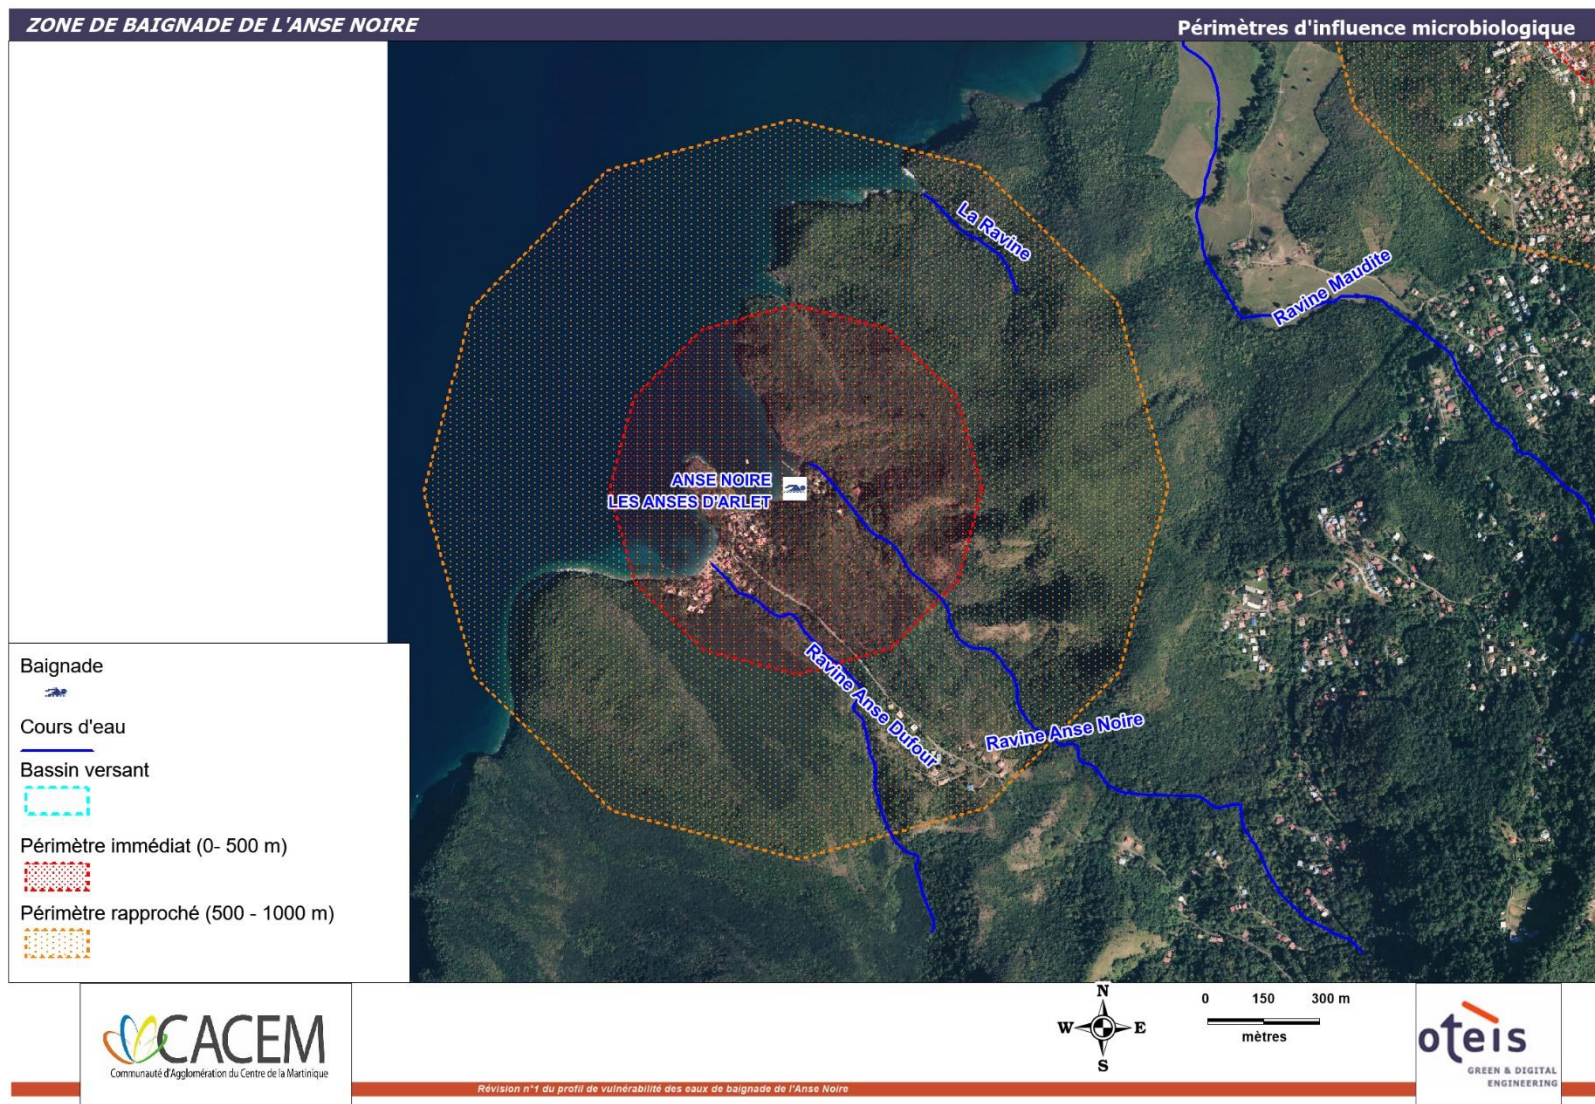 ZONE DE BAIGNADE DE L'ANSE NOIRE
Périmètres d'influence microbiologique
La Ravine
Ravine Maudite
ANSE NOIRE
LES ANSES D'ARLET
Ravine Anse Dufour
Ravine Anse Noire
Baignade
Cours d'eau
Bassin versant
Périmètre immédiat (0- 500 m)
Périmètre rapproché (500 - 1000 m)
CACEM
Communauté d'Agglomération du Centre de la Martinique
N
W E
S
0 150 300 m
mètres
oteis
GREEN & DIGITAL
ENGINEERING
Révision n°1 du profil de vulnérabilité des eaux de baignade de l'Anse Noire